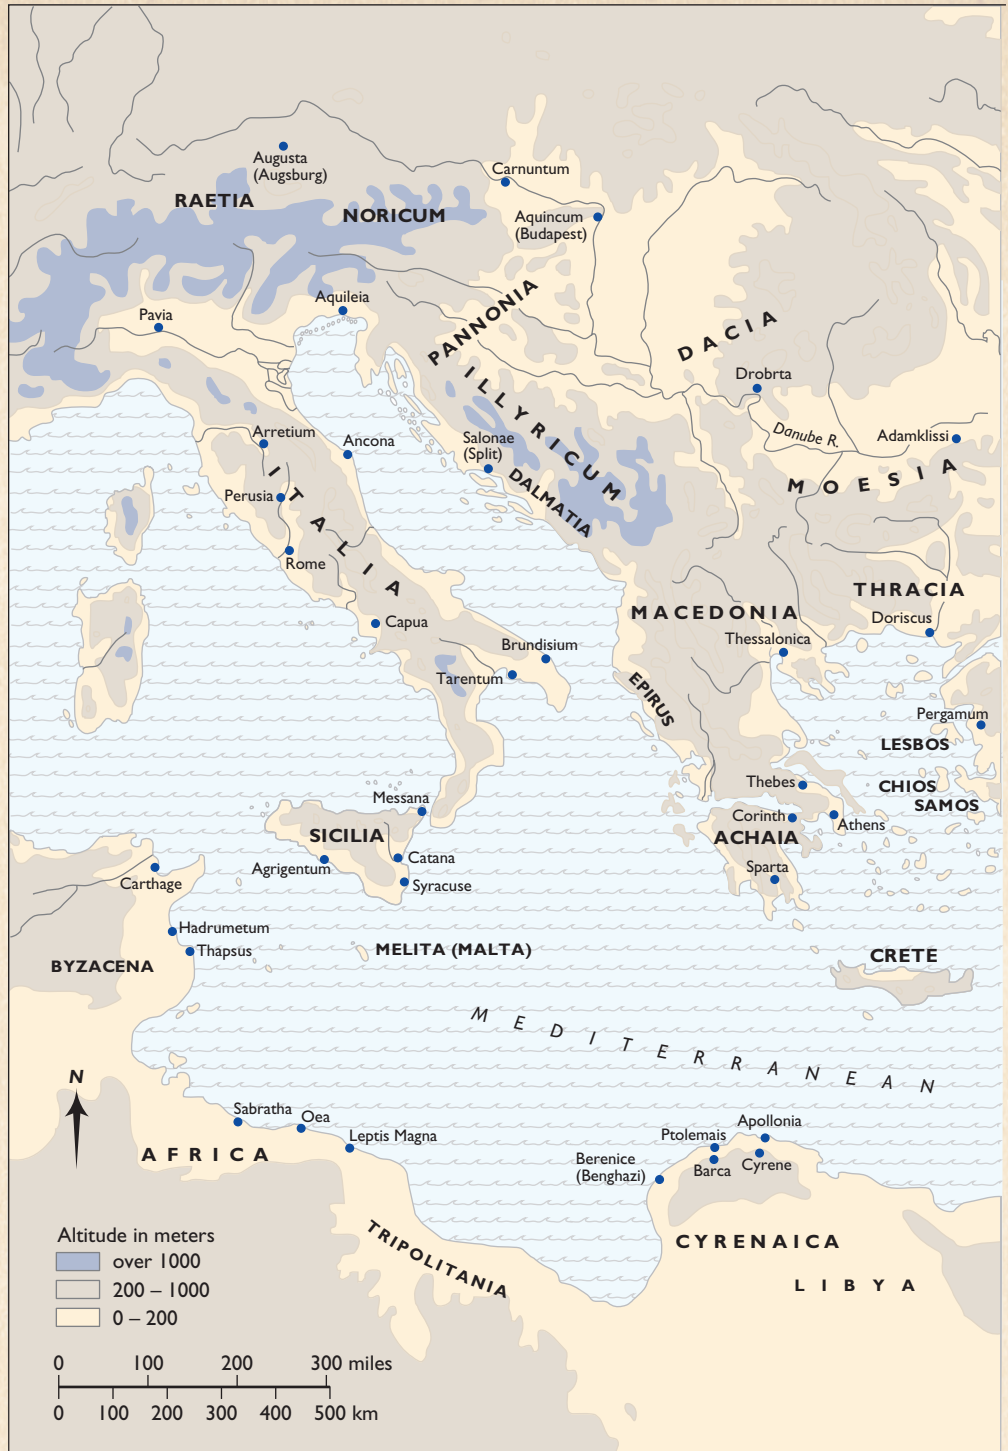 Augusta
(Augsburg)
Carnuntum
RAETIA
NORICUM
Aquincum
(Budapest)
Aquileia
PANNONIA
Pavia
DACIA
Drobrta
ILLYRICUM
Arretium
Ancona
Salonae
(Split)
Danube R.
Adamklissi
MOESIA
DALMATIA
Perusia
ITALIA
Rome
THRACIA
MACEDONIA
Doriscus
Capua
Thessalonica
Brundisium
Tarentum
EPIRUS
Pergamum
LESBOS
Thebes
CHIOS
SAMOS
Messana
Corinth
Athens
SICILIA
ACHAIA
Agrigentum
Catana
Sparta
Carthage
Syracuse
Hadrumetum
Thapsus
MELITA (MALTA)
CRETE
BYZACENA
MEDITERRANEAN
N
Sabratha
Oea
Leptis Magna
Apollonia
Ptolemais
AFRICA
Berenice
(Benghazi)
Barca
Cyrene
TRIPOLITANIA
CYRENAICA
LIBYA
Altitude in meters
over 1000
200 – 1000
0 – 200
0 100 200 300 miles
0 100 200 300 400 500 km